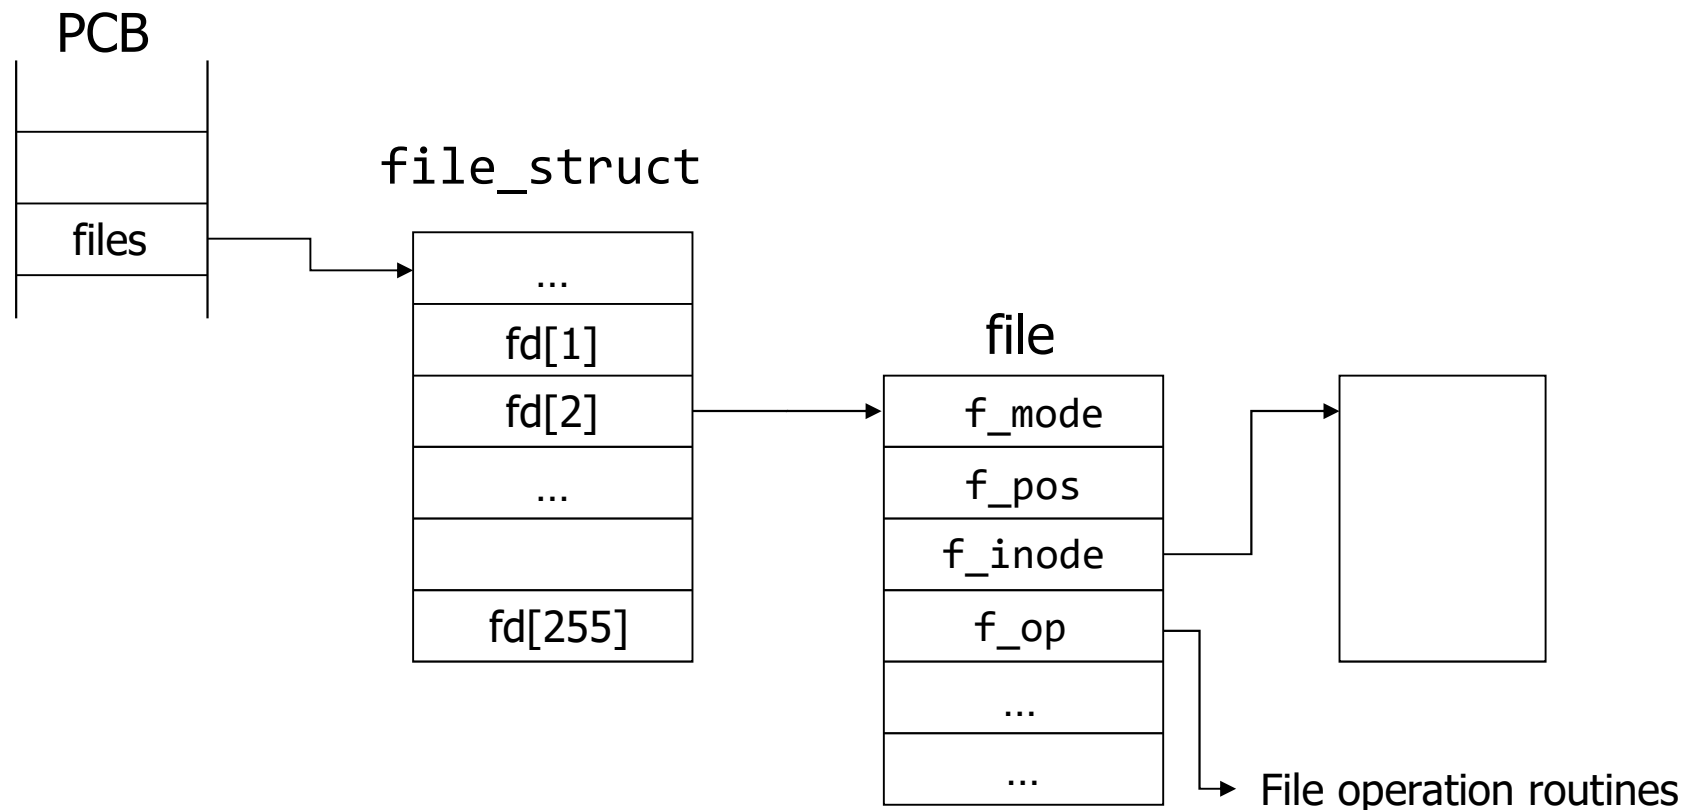 PCB
files
file_struct
...
fd[1]
fd[2]
...
fd[255]
file
f_mode
f_pos
f_inode
f_op
...
...
File operation routines